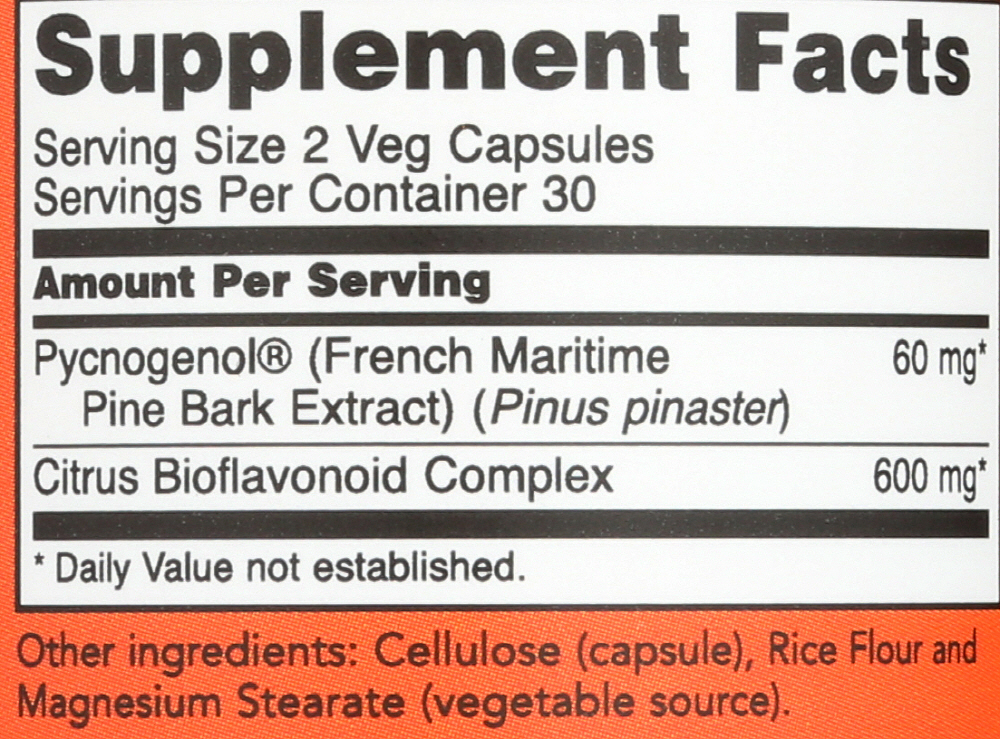 Supplement Facts
Serving Size 2 Veg Capsules
Servings Per Container 30
Amount Per Serving
Pycnogenol® (French Maritime 60 mg*
Pine Bark Extract) (Pinus pinaster)
Citrus Bioflavonoid Complex 600 mg*
* Daily Value not established.
Other ingredients: Cellulose (capsule), Rice Flour and
Magnesium Stearate (vegetable source).